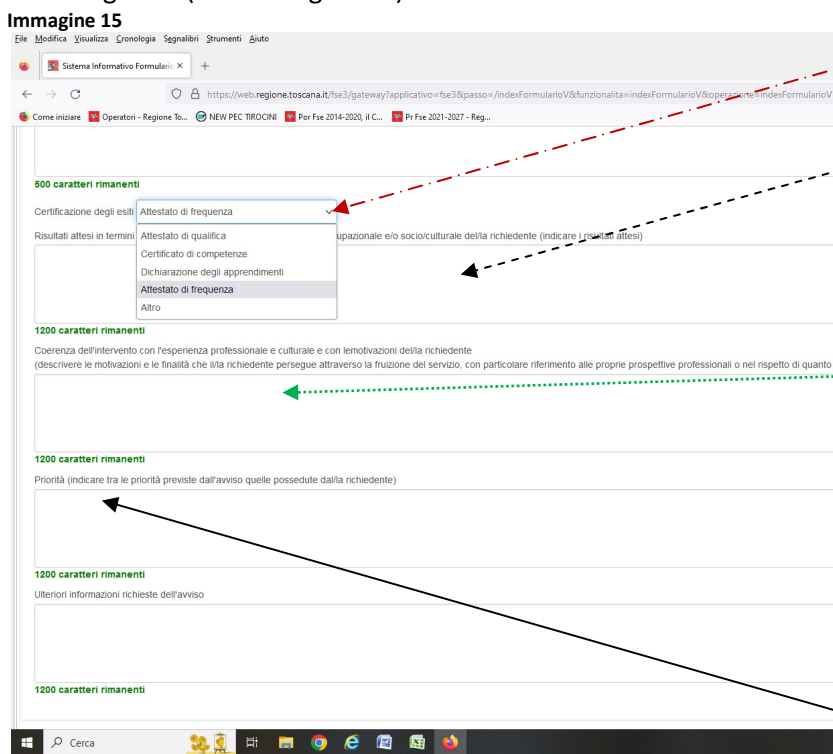 Immagine 15
File Modifica Visualizza Cronologia Segnalibri Strumenti Aiuto
Sistema Informativo Formulario × +
https://web.regione.toscana.it/fse3/gateway?applicativo=fse3&passo=/indexFormularioV&funzionalita=indexFormularioV&operazione=indexFormularioV
Come iniziare Operatori - Regione To... NEW PEC TIROCINI Por Fse 2014-2020, il C... Pr Fse 2021-2027 - Reg...
500 caratteri rimanenti
Certificazione degli esiti Attestato di frequenza
Risultati attesi in termini
upazionale e/o socio/culturale del/la richiedente (indicare i risultati attesi)
Attestato di qualifica
Certificato di competenze
Dichiarazione degli apprendimenti
Attestato di frequenza
Altro
1200 caratteri rimanenti
Coerenza dell'intervento con l'esperienza professionale e culturale e con lemotivazioni del/la richiedente
(descrivere le motivazioni e le finalità che il/la richiedente persegue attraverso la fruizione del servizio, con particolare riferimento alle proprie prospettive professionali o nel rispetto di quanto
1200 caratteri rimanenti
Priorità (indicare tra le priorità previste dall'avviso quelle possedute dal/la richiedente)
1200 caratteri rimanenti
Ulteriori informazioni richieste dell'avviso
1200 caratteri rimanenti
Cerca